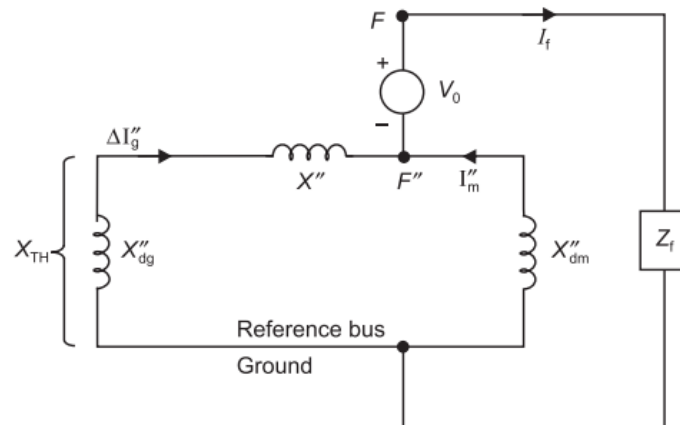 F
I_f
+
V_0
−
ΔI″_g
X″
F″
I″_m
X_TH
X″_dg
X″_dm
Z_f
Reference bus
Ground